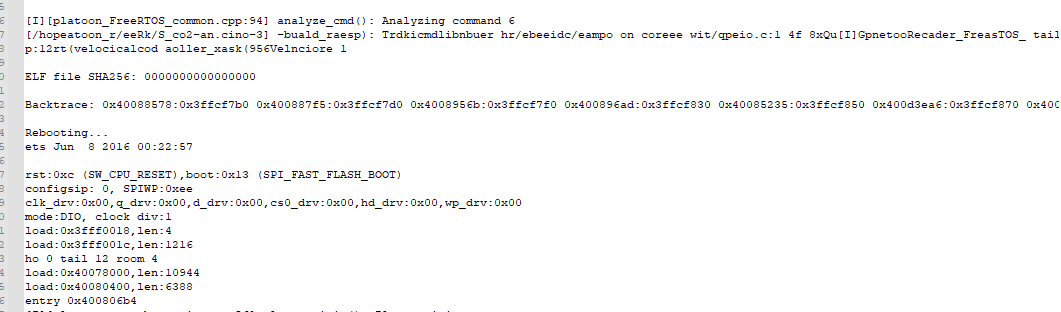 [I][platoon_FreeRTOS_common.cpp:94] analyze_cmd(): Analyzing command 6
[/hopeatoon_r/eeRk/S_co2-an.cino-3] -buald_raesp): Trdkicmdlibnbuer hr/ebeeidc/eampo on coreee wit/qpeio.c:1 4f 8xQu[I]GpnetooRecader_FreasTOS_ tail
p:12rt(velocicalcod aoller_xask(956Velnciore 1
ELF file SHA256: 0000000000000000
Backtrace: 0x40088578:0x3ffcf7b0 0x400887f5:0x3ffcf7d0 0x4008956b:0x3ffcf7f0 0x400896ad:0x3ffcf830 0x40085235:0x3ffcf850 0x400d3ea6:0x3ffcf870 0x400
Rebooting...
ets Jun  8 2016 00:22:57
rst:0xc (SW_CPU_RESET),boot:0x13 (SPI_FAST_FLASH_BOOT)
configsip: 0, SPIWP:0xee
clk_drv:0x00,q_drv:0x00,d_drv:0x00,cs0_drv:0x00,hd_drv:0x00,wp_drv:0x00
mode:DIO, clock div:1
load:0x3fff0018,len:4
load:0x3fff001c,len:1216
ho 0 tail 12 room 4
load:0x40078000,len:10944
load:0x40080400,len:6388
entry 0x400806b4